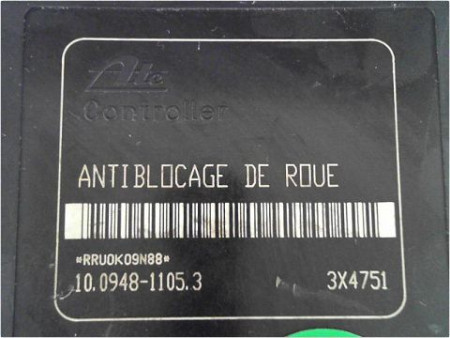 Ate
Controller
ANTIBLOCAGE DE ROUE
*RRU0K09N88*
10.0948-1105.3 3X4751